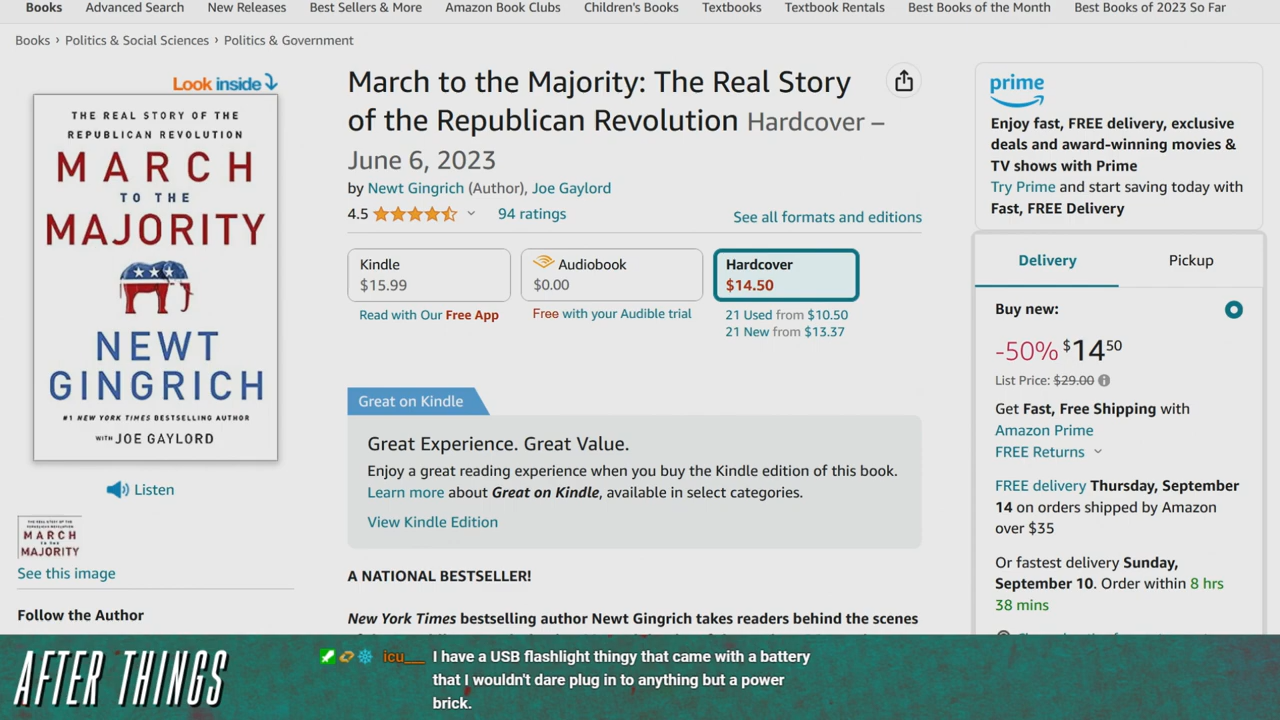 Books Advanced Search New Releases Best Sellers & More Amazon Book Clubs Children's Books Textbooks Textbook Rentals Best Books of the Month Best Books of 2023 So Far
Books › Politics & Social Sciences › Politics & Government
Look inside
THE REAL STORY OF THE
REPUBLICAN REVOLUTION
MARCH
TO THE
MAJORITY
NEWT
GINGRICH
#1 NEW YORK TIMES BESTSELLING AUTHOR
WITH JOE GAYLORD
Listen
THE REAL STORY OF THE
REPUBLICAN REVOLUTION
MARCH
TO THE
MAJORITY
See this image
Follow the Author
March to the Majority: The Real Story
of the Republican Revolution Hardcover –
June 6, 2023
by Newt Gingrich (Author), Joe Gaylord
4.5 94 ratings
See all formats and editions
Kindle
$15.99
Read with Our Free App
Audiobook
$0.00
Free with your Audible trial
Hardcover
$14.50
21 Used from $10.50
21 New from $13.37
Great on Kindle
Great Experience. Great Value.
Enjoy a great reading experience when you buy the Kindle edition of this book.
Learn more about Great on Kindle, available in select categories.
View Kindle Edition
A NATIONAL BESTSELLER!
New York Times bestselling author Newt Gingrich takes readers behind the scenes
prime
Enjoy fast, FREE delivery, exclusive
deals and award-winning movies &
TV shows with Prime
Try Prime and start saving today with
Fast, FREE Delivery
Delivery Pickup
Buy new:
-50% $14 50
List Price: $29.00
Get Fast, Free Shipping with
Amazon Prime
FREE Returns
FREE delivery Thursday, September
14 on orders shipped by Amazon
over $35
Or fastest delivery Sunday,
September 10. Order within 8 hrs
38 mins
AFTER THINGS
icu__ I have a USB flashlight thingy that came with a battery
that I wouldn't dare plug in to anything but a power
brick.